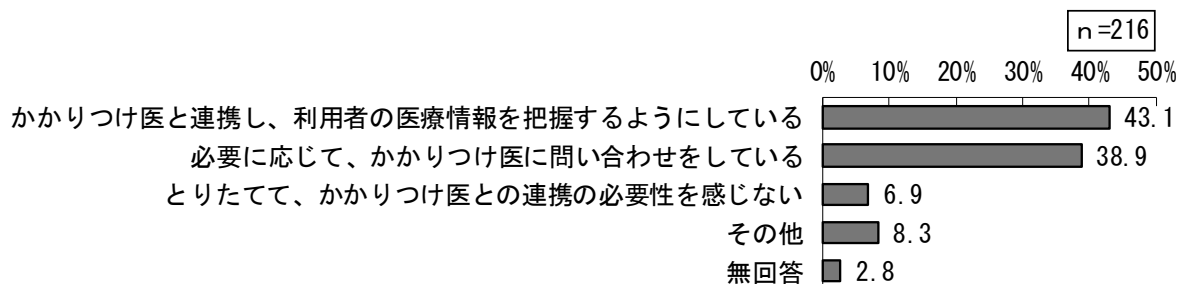 n=216
0% 10% 20% 30% 40% 50%
かかりつけ医と連携し、利用者の医療情報を把握するようにしている 43.1
必要に応じて、かかりつけ医に問い合わせをしている 38.9
とりたてて、かかりつけ医との連携の必要性を感じない 6.9
その他 8.3
無回答 2.8